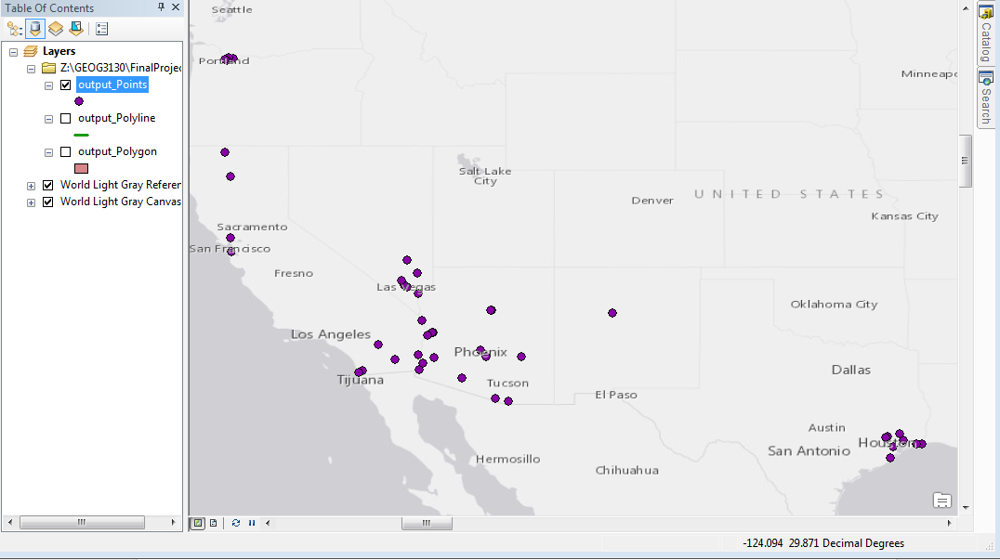 Table Of Contents
Layers
Z:\GEOG3130\FinalProjec
output_Points
output_Polyline
output_Polygon
World Light Gray Referer
World Light Gray Canvas
Seattle
Portland
Minneapo
Salt Lake
City
Denver
UNITED STATES
Kansas City
Sacramento
San Francisco
Fresno
Las Vegas
Oklahoma City
Los Angeles
Phoenix
Dallas
Tijuana
Tucson
El Paso
Austin
Houston
San Antonio
Hermosillo
Chihuahua
Catalog
Search
-124.094 29.871 Decimal Degrees